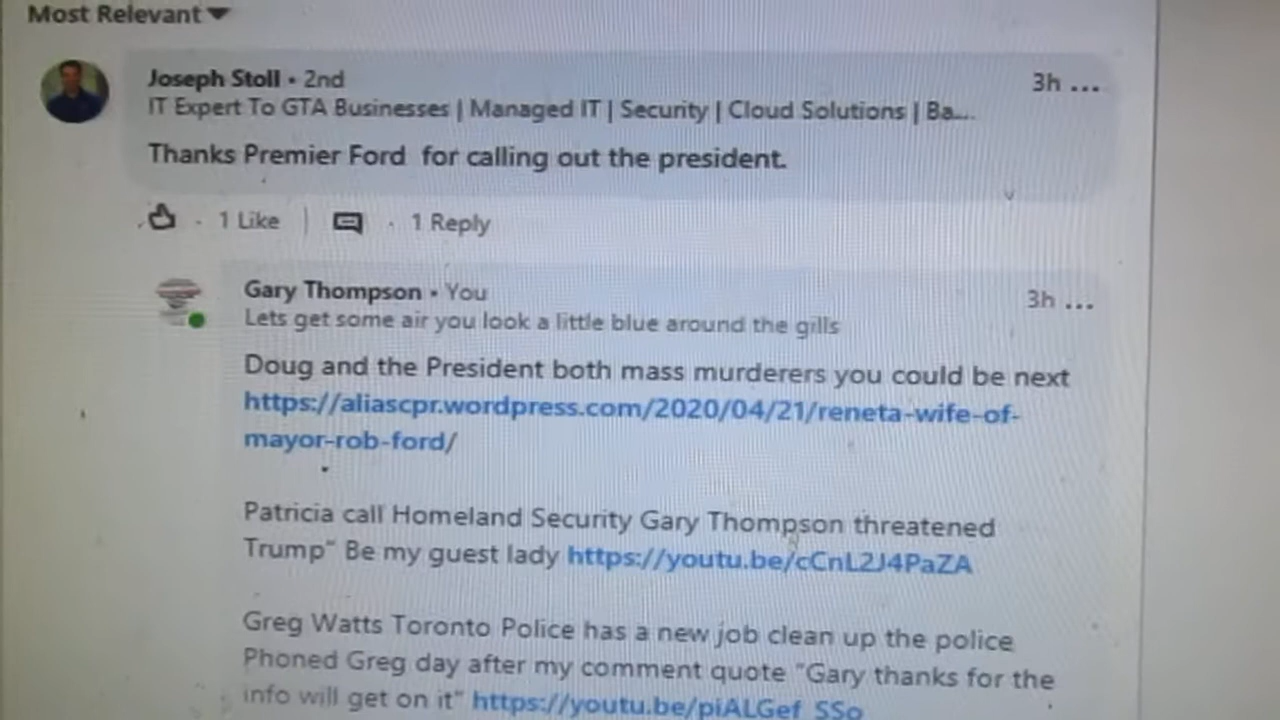 Most Relevant
Joseph Stoll • 2nd
3h ...
IT Expert To GTA Businesses | Managed IT | Security | Cloud Solutions | Ba...
Thanks Premier Ford for calling out the president.
1 Like | 1 Reply
Gary Thompson • You
3h ...
Lets get some air you look a little blue around the gills
Doug and the President both mass murderers you could be next
https://aliascpr.wordpress.com/2020/04/21/reneta-wife-of-
mayor-rob-ford/
Patricia call Homeland Security Gary Thompson threatened
Trump" Be my guest lady https://youtu.be/cCnL2J4PaZA
Greg Watts Toronto Police has a new job clean up the police
Phoned Greg day after my comment quote "Gary thanks for the
info will get on it" https://youtu.be/piALGef_SSo